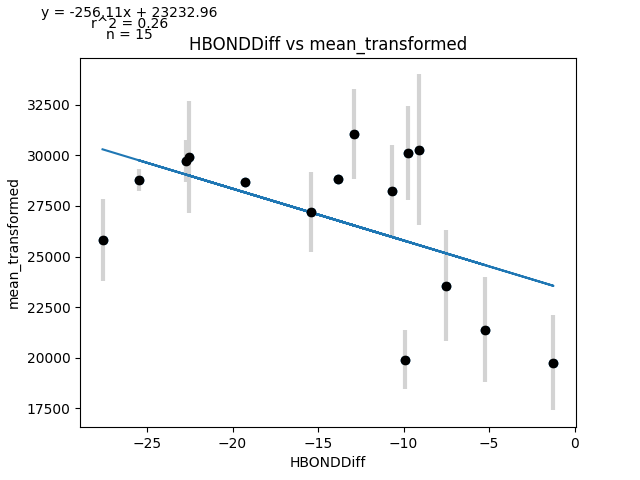 y = -256.11x + 23232.96
r^2 = 0.26
n = 15
HBONDDiff vs mean_transformed
mean_transformed
32500
30000
27500
25000
22500
20000
17500
−25
−20
−15
−10
−5
0
HBONDDiff